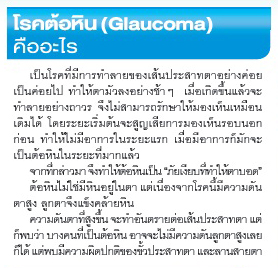 โรคต้อหิน (Glaucoma)
คืออะไร
เป็นโรคที่มีการทำลายของเส้นประสาทตาอย่างค่อย
เป็นค่อยไป ทำให้ตามัวลงอย่างช้า ๆ เมื่อเกิดขึ้นแล้วจะ
ทำลายอย่างถาวร จึงไม่สามารถรักษาให้มองเห็นเหมือน
เดิมได้ โดยระยะเริ่มต้นจะสูญเสียการมองเห็นรอบนอก
ก่อน ทำให้ไม่มีอาการในระยะแรก เมื่อมีอาการก็มักจะ
เป็นต้อหินในระยะที่มากแล้ว
จากที่กล่าวมา จึงทำให้ต้อหินเป็น "ภัยเงียบที่ทำให้ตาบอด"
ต้อหินไม่ใช่มีหินอยู่ในตา แต่เนื่องจากโรคนี้มีความดัน
ตาสูง ลูกตาจึงแข็งคล้ายหิน
ความดันตาที่สูงขึ้น จะทำอันตรายต่อเส้นประสาทตา แต่
ก็พบว่า บางคนที่เป็นต้อหิน อาจจะไม่มีความดันลูกตาสูงเลย
ก็ได้ แต่พบมีความผิดปกติของขั้วประสาทตา และลานสายตา